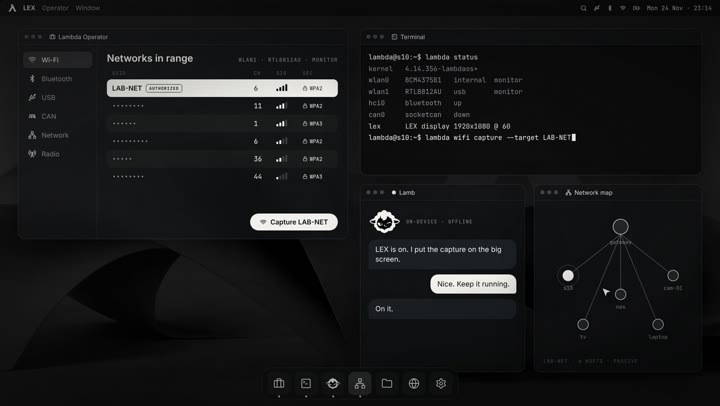 LEX Operator Window
Mon 24 Nov · 23:14
Lambda Operator
Wi-Fi
Bluetooth
USB
CAN
Network
Radio
Networks in range
WLAN1 · RTL8812AU · MONITOR
SSID CH SIG SEC
LAB-NET AUTHORIZED 6 WPA2
•••••••• 11 WPA2
•••••• 1 WPA3
••••••••• 6 WPA2
••••• 36 WPA2
•••••••• 44 WPA3
Capture LAB-NET
Terminal
lambda@s10:~$ lambda status
kernel 4.14.356-lambdaos+
wlan0 BCM4375B1 internal monitor
wlan1 RTL8812AU usb monitor
hci0 bluetooth up
can0 socketcan down
lex LEX display 1920x1080 @ 60
lambda@s10:~$ lambda wifi capture --target LAB-NET
Lamb
ON-DEVICE · OFFLINE
LEX is on. I put the capture on the big
screen.
Nice. Keep it running.
On it.
Network map
gateway
s10
cam-01
nas
tv
laptop
LAB-NET · 6 HOSTS · PASSIVE